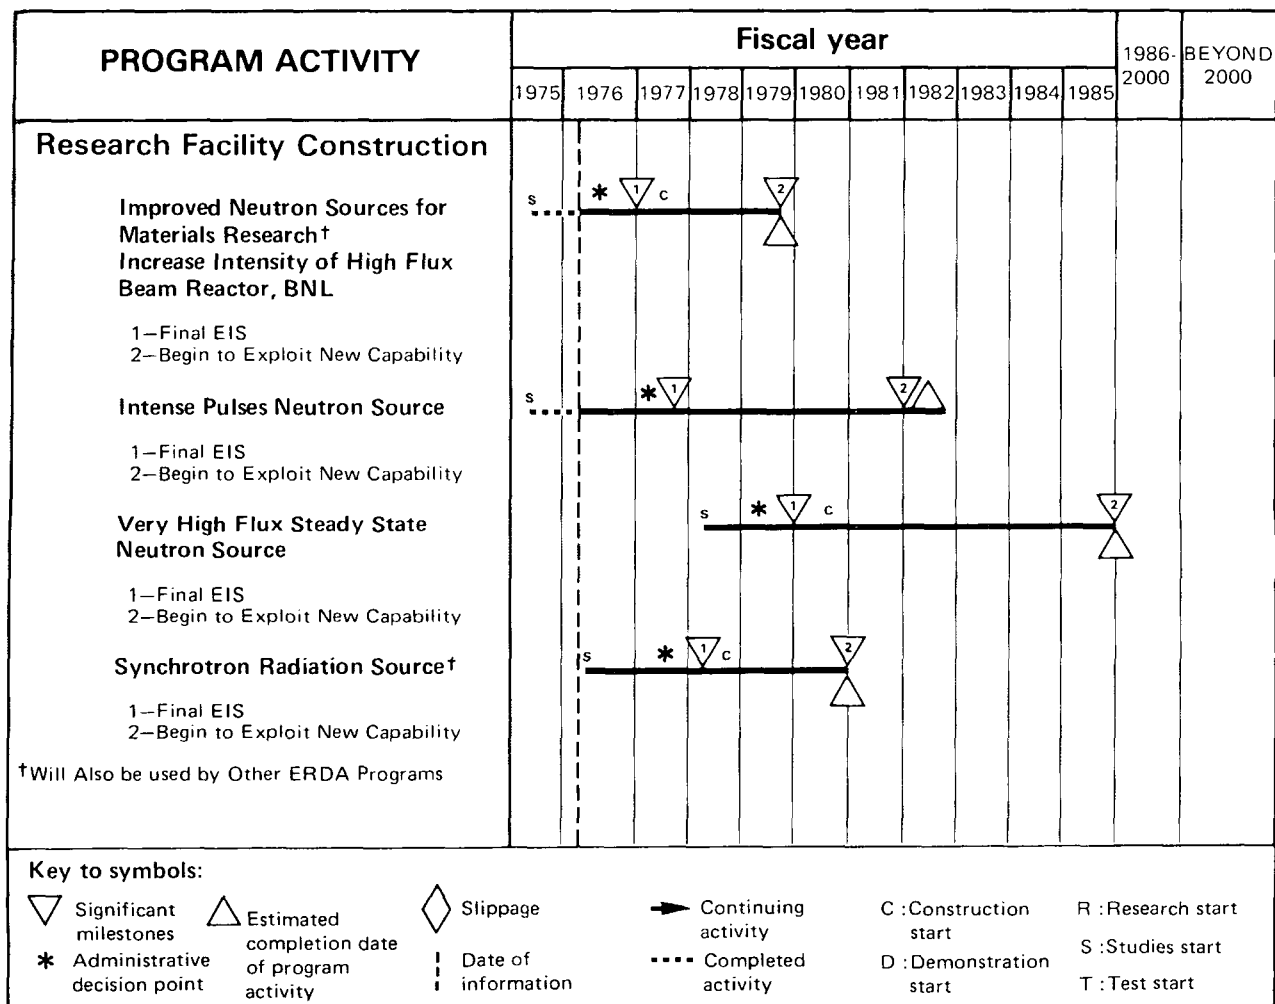 PROGRAM ACTIVITY
Fiscal year
1975 1976 1977 1978 1979 1980 1981 1982 1983 1984 1985
1986-
2000
BEYOND
2000
Research Facility Construction
Improved Neutron Sources for
Materials Research†
Increase Intensity of High Flux
Beam Reactor, BNL
S * 1 C 2
1—Final EIS
2—Begin to Exploit New Capability
Intense Pulses Neutron Source
S * 1 2
1—Final EIS
2—Begin to Exploit New Capability
Very High Flux Steady State
Neutron Source
S * 1 C 2
1—Final EIS
2—Begin to Exploit New Capability
Synchrotron Radiation Source†
S * 1 C 2
1—Final EIS
2—Begin to Exploit New Capability
†Will Also be used by Other ERDA Programs
Key to symbols:
Significant
milestones
* Administrative
decision point
Estimated
completion date
of program
activity
Slippage
Date of
information
Continuing
activity
Completed
activity
C : Construction
start
D : Demonstration
start
R : Research start
S : Studies start
T : Test start